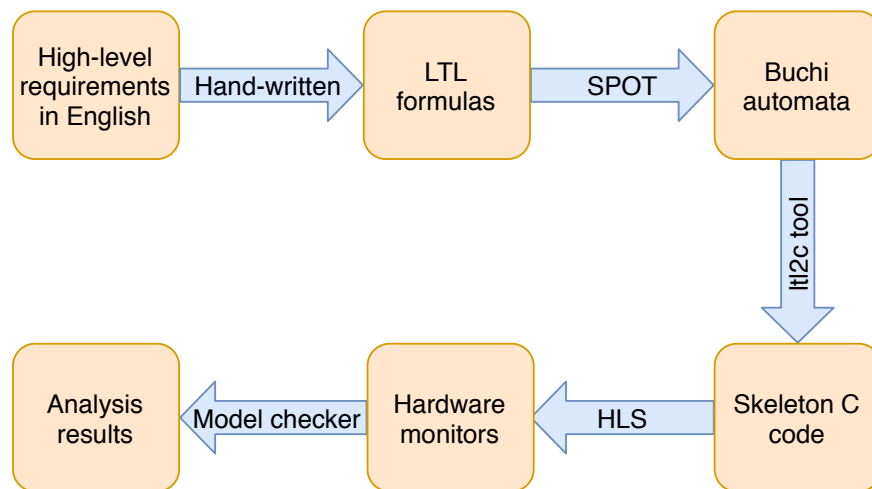 High-level
requirements
in English
Hand-written
LTL
formulas
SPOT
Buchi
automata
ltl2c tool
Skeleton C
code
HLS
Hardware
monitors
Model checker
Analysis
results